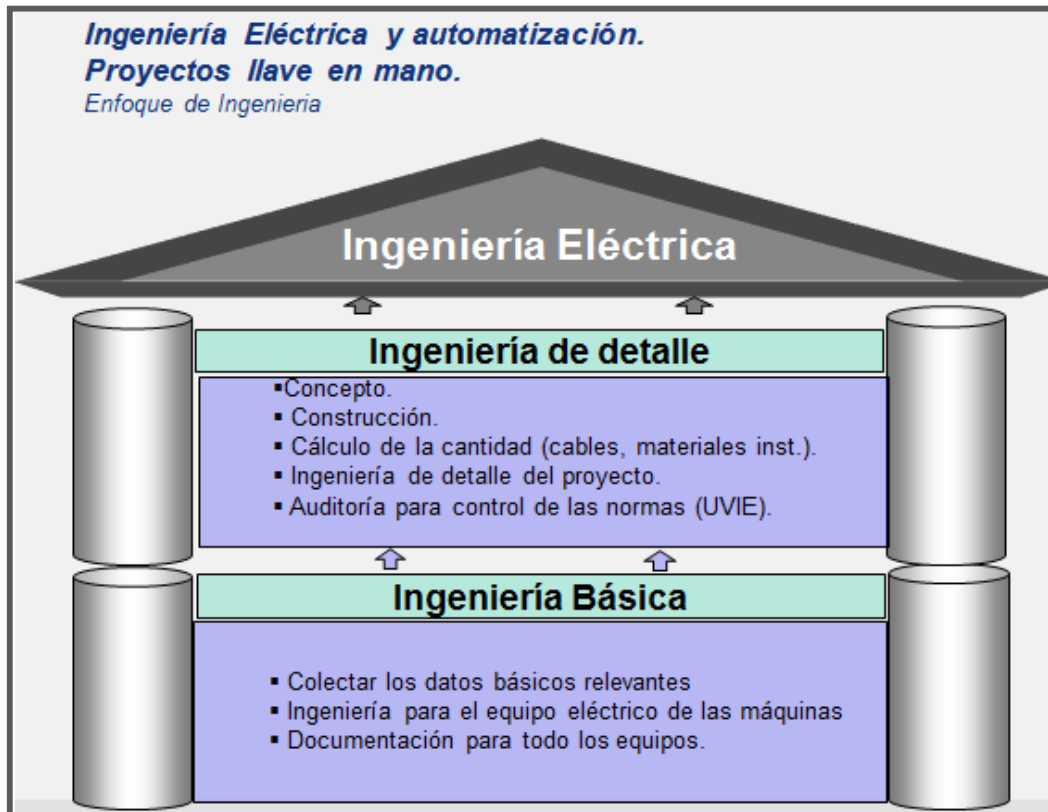 Ingeniería Eléctrica y automatización.
Proyectos llave en mano.
Enfoque de Ingenieria
Ingeniería Eléctrica
Ingeniería de detalle
▪Concepto.
▪ Construcción.
▪ Cálculo de la cantidad (cables, materiales inst.).
▪ Ingeniería de detalle del proyecto.
▪ Auditoría para control de las normas (UVIE).
Ingeniería Básica
▪ Colectar los datos básicos relevantes
▪ Ingeniería para el equipo eléctrico de las máquinas
▪ Documentación para todo los equipos.